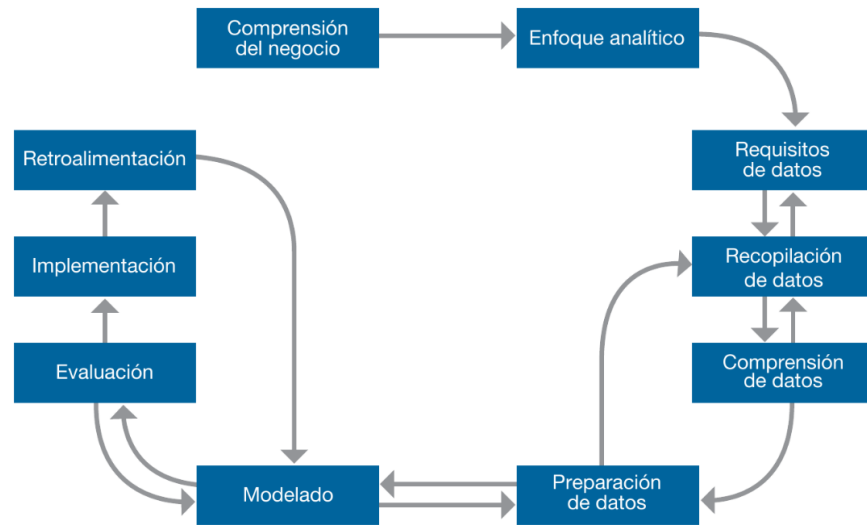 Comprensión
del negocio
Enfoque analítico
Retroalimentación
Requisitos
de datos
Implementación
Recopilación
de datos
Evaluación
Comprensión
de datos
Modelado
Preparación
de datos